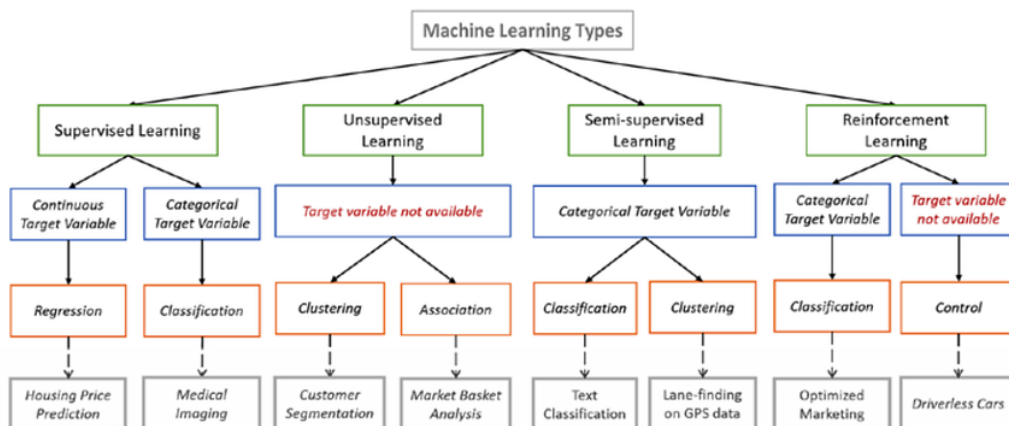 Machine Learning Types
Supervised Learning
Unsupervised
Learning
Semi-supervised
Learning
Reinforcement
Learning
Continuous
Target Variable
Categorical
Target Variable
Target variable not available
Categorical Target Variable
Categorical
Target Variable
Target variable
not available
Regression
Classification
Clustering
Association
Classification
Clustering
Classification
Control
Housing Price
Prediction
Medical
Imaging
Customer
Segmentation
Market Basket
Analysis
Text
Classification
Lane-finding
on GPS data
Optimized
Marketing
Driverless Cars